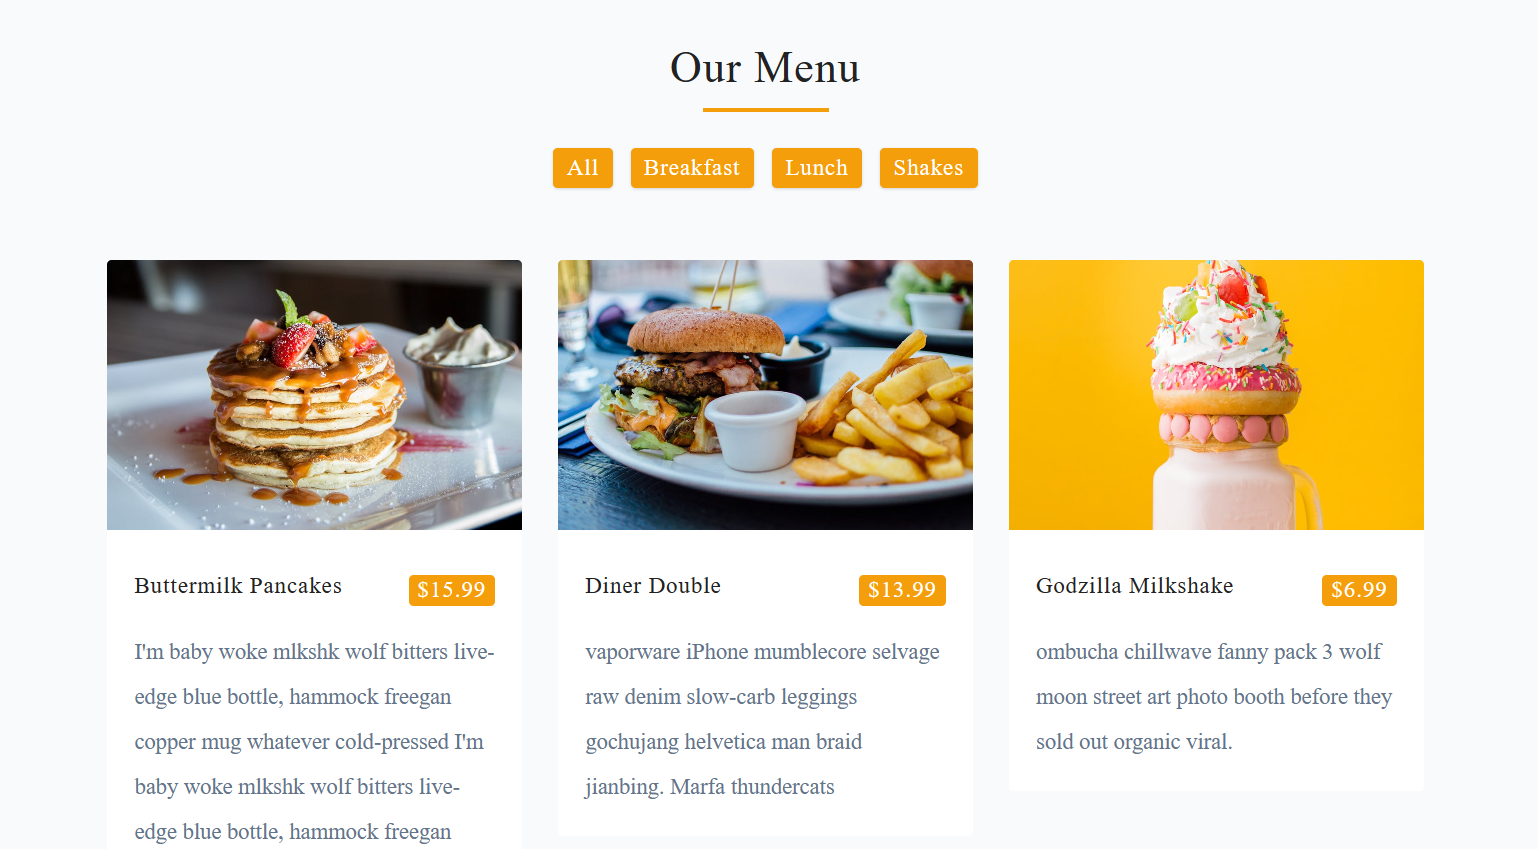 Our Menu
All
Breakfast
Lunch
Shakes
Buttermilk Pancakes
$15.99
I'm baby woke mlkshk wolf bitters live-
edge blue bottle, hammock freegan
copper mug whatever cold-pressed I'm
baby woke mlkshk wolf bitters live-
edge blue bottle, hammock freegan
Diner Double
$13.99
vaporware iPhone mumblecore selvage
raw denim slow-carb leggings
gochujang helvetica man braid
jianbing. Marfa thundercats
Godzilla Milkshake
$6.99
ombucha chillwave fanny pack 3 wolf
moon street art photo booth before they
sold out organic viral.